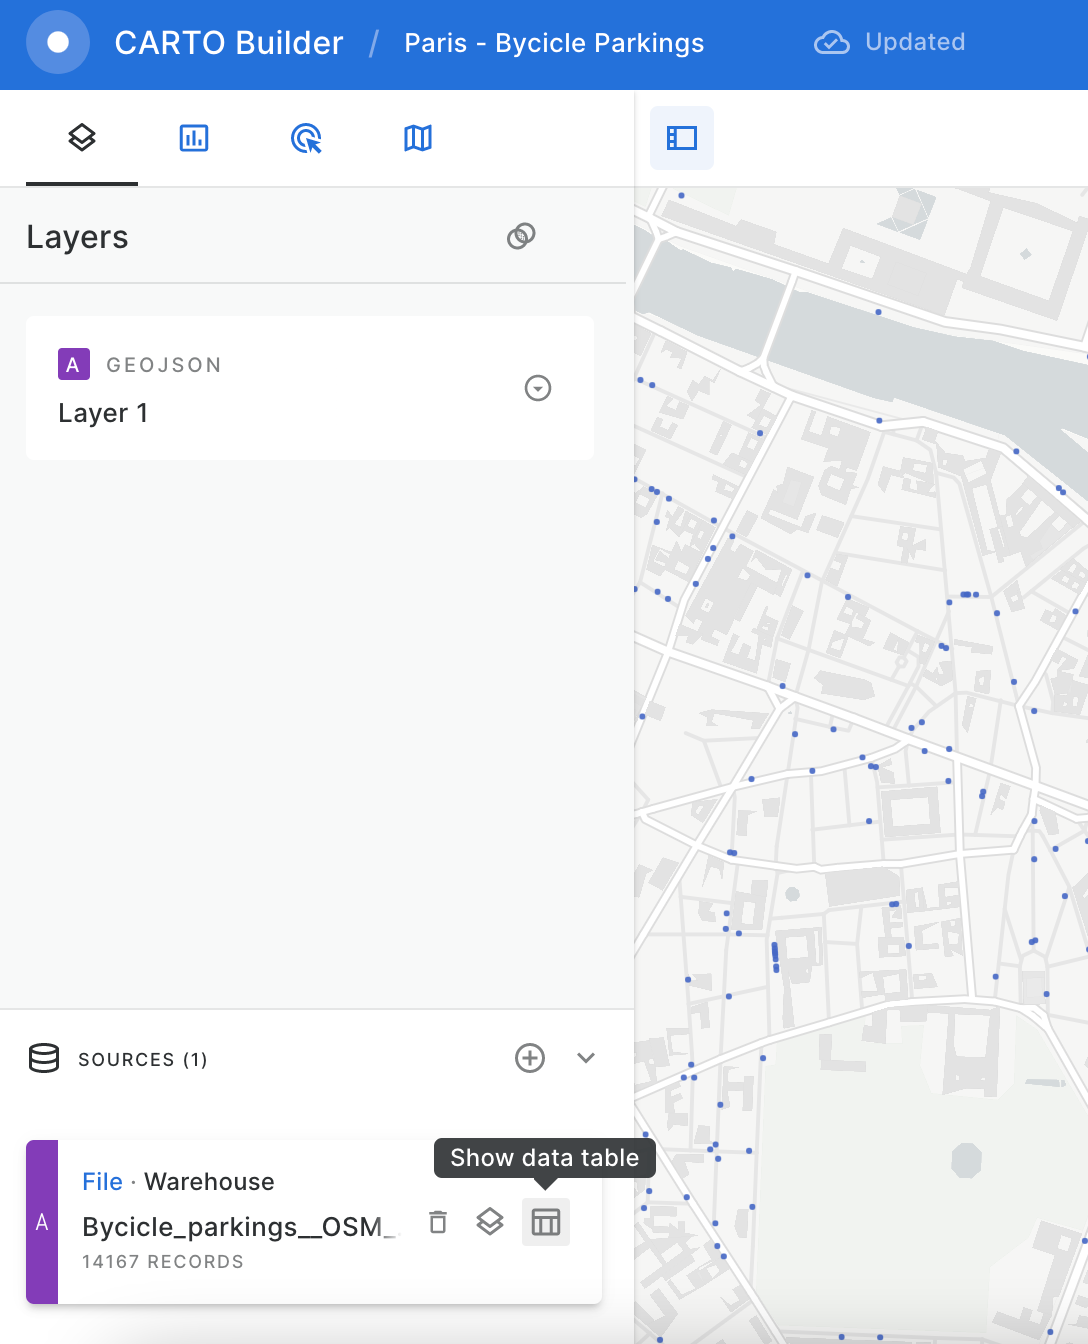 CARTO Builder / Paris - Bycicle Parkings
Updated
Layers
A GEOJSON
Layer 1
SOURCES (1)
Show data table
File · Warehouse
A
Bycicle_parkings__OSM_
14167 RECORDS